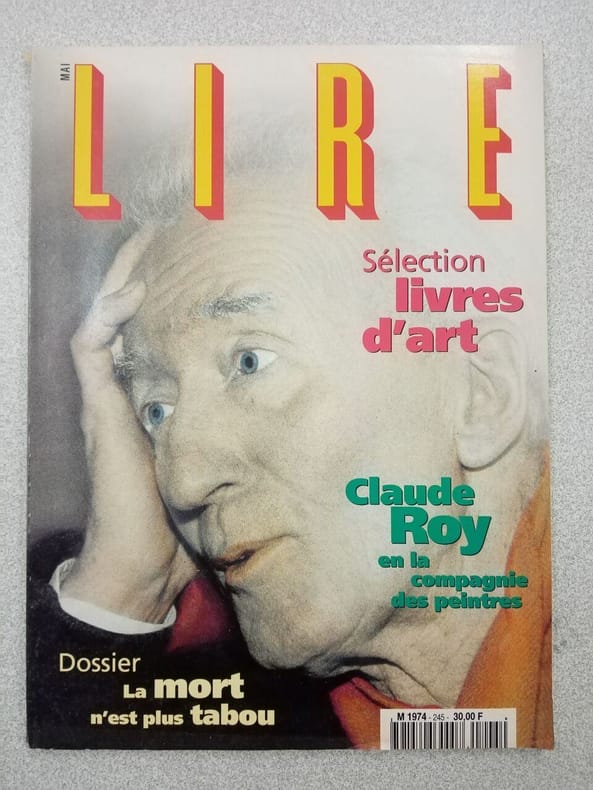 MAI
LIRE
Sélection
livres
d'art
Claude
Roy
en la
compagnie
des peintres
Dossier
La mort
n'est plus tabou
M 1974 - 245 - 30,00 F